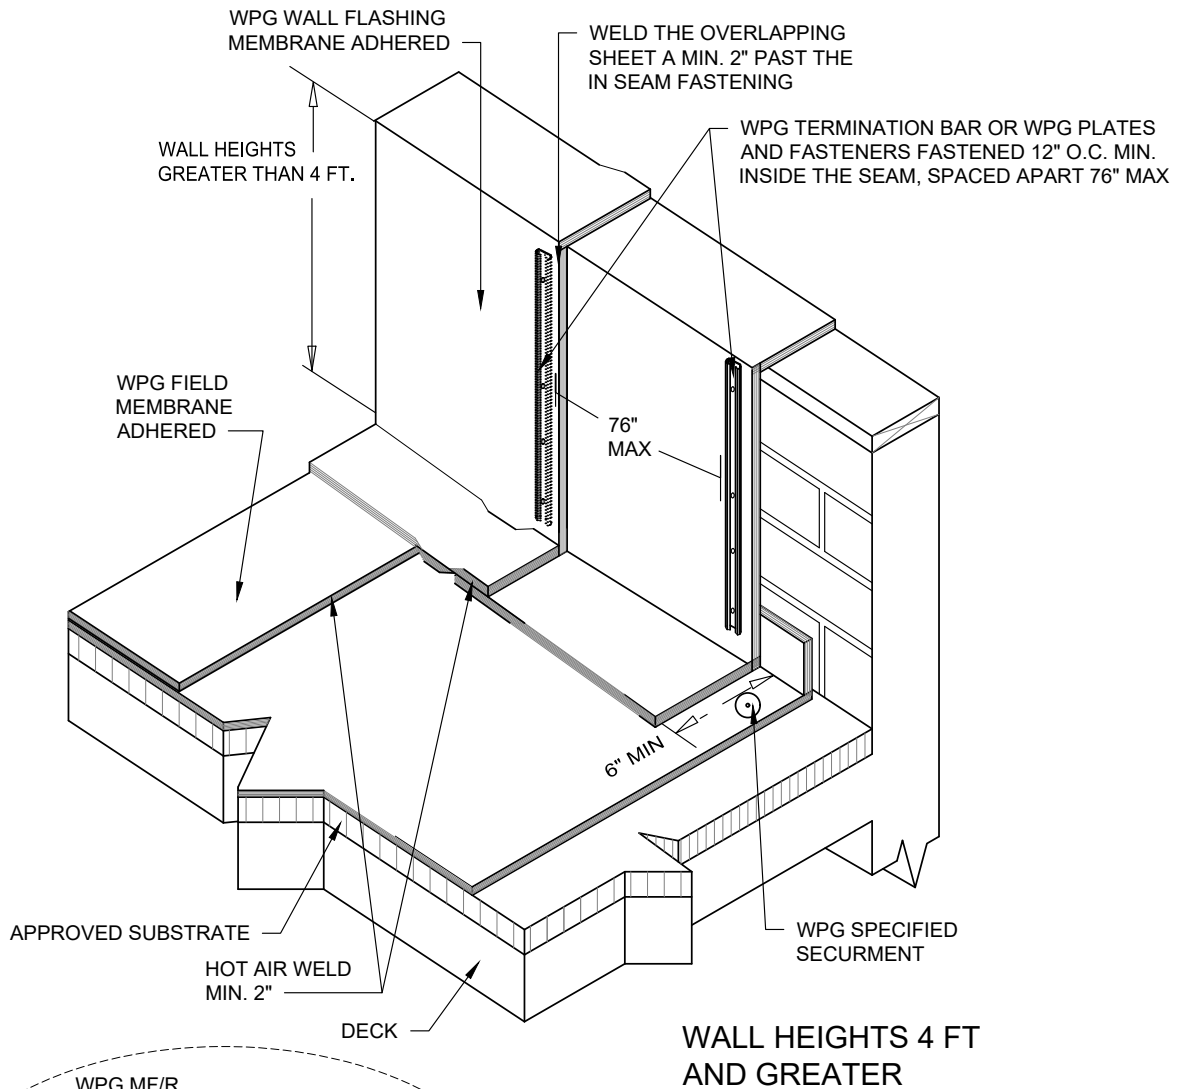 WPG WALL FLASHING
MEMBRANE ADHERED
WELD THE OVERLAPPING
SHEET A MIN. 2" PAST THE
IN SEAM FASTENING
WPG TERMINATION BAR OR WPG PLATES
AND FASTENERS FASTENED 12" O.C. MIN.
INSIDE THE SEAM, SPACED APART 76" MAX
WALL HEIGHTS
GREATER THAN 4 FT.
WPG FIELD
MEMBRANE
ADHERED
76"
MAX
6" MIN
APPROVED SUBSTRATE
HOT AIR WELD
MIN. 2"
DECK
WPG SPECIFIED
SECURMENT
WALL HEIGHTS 4 FT
AND GREATER
WPG MF/R